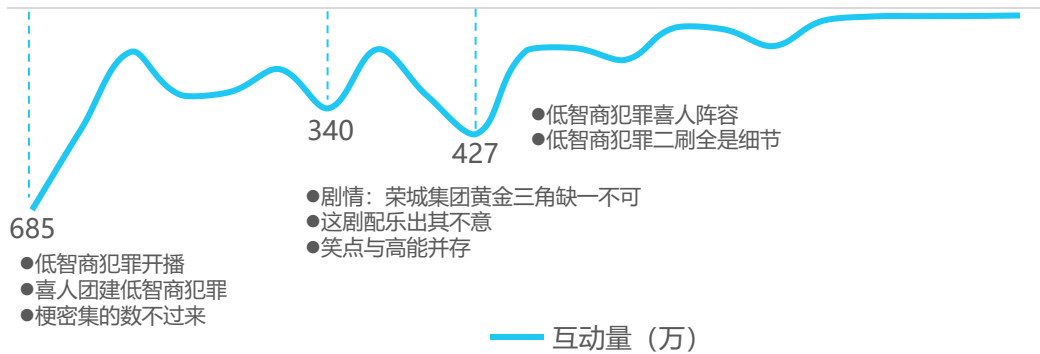 685
●低智商犯罪开播
●喜人团建低智商犯罪
●梗密集的数不过来
340
427
●剧情：荣城集团黄金三角缺一不可
●这剧配乐出其不意
●笑点与高能并存
●低智商犯罪喜人阵容
●低智商犯罪二刷全是细节
互动量（万）